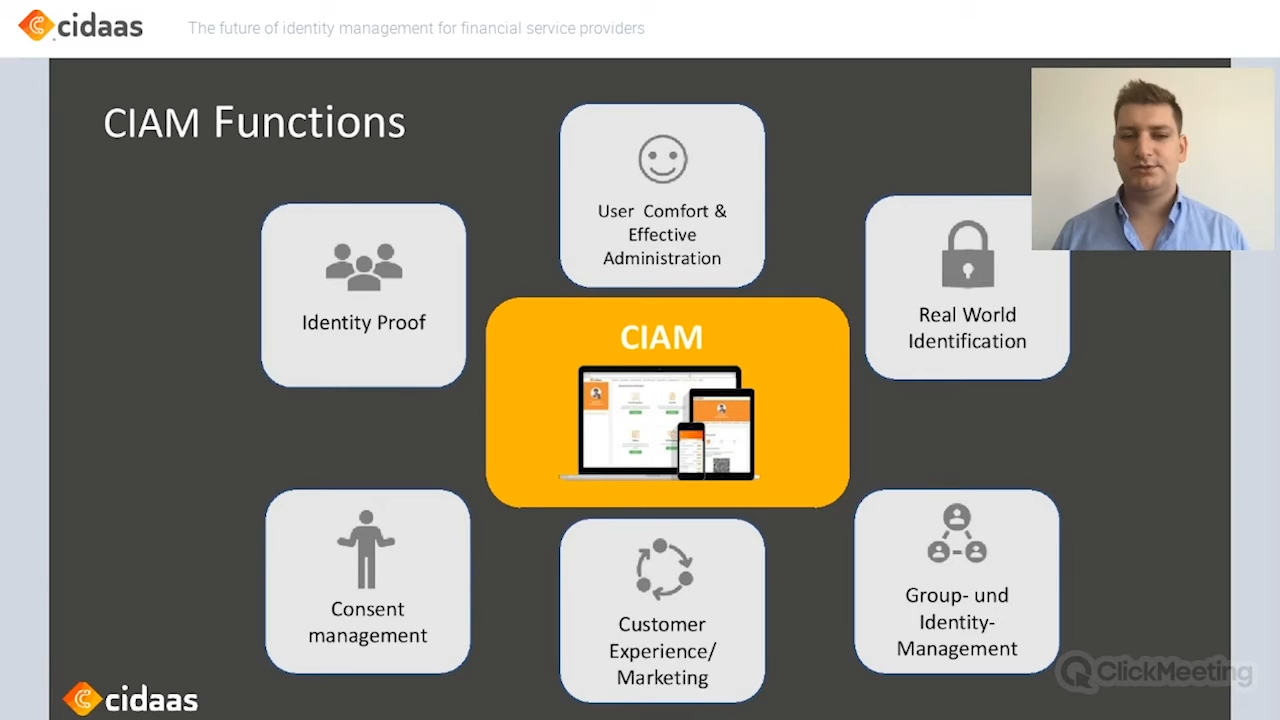 cidaas
The future of identity management for financial service providers
CIAM Functions
User Comfort &
Effective
Administration
Identity Proof
Real World
Identification
CIAM
Consent
management
Customer
Experience/
Marketing
Group- und
Identity-
Management
cidaas
ClickMeeting